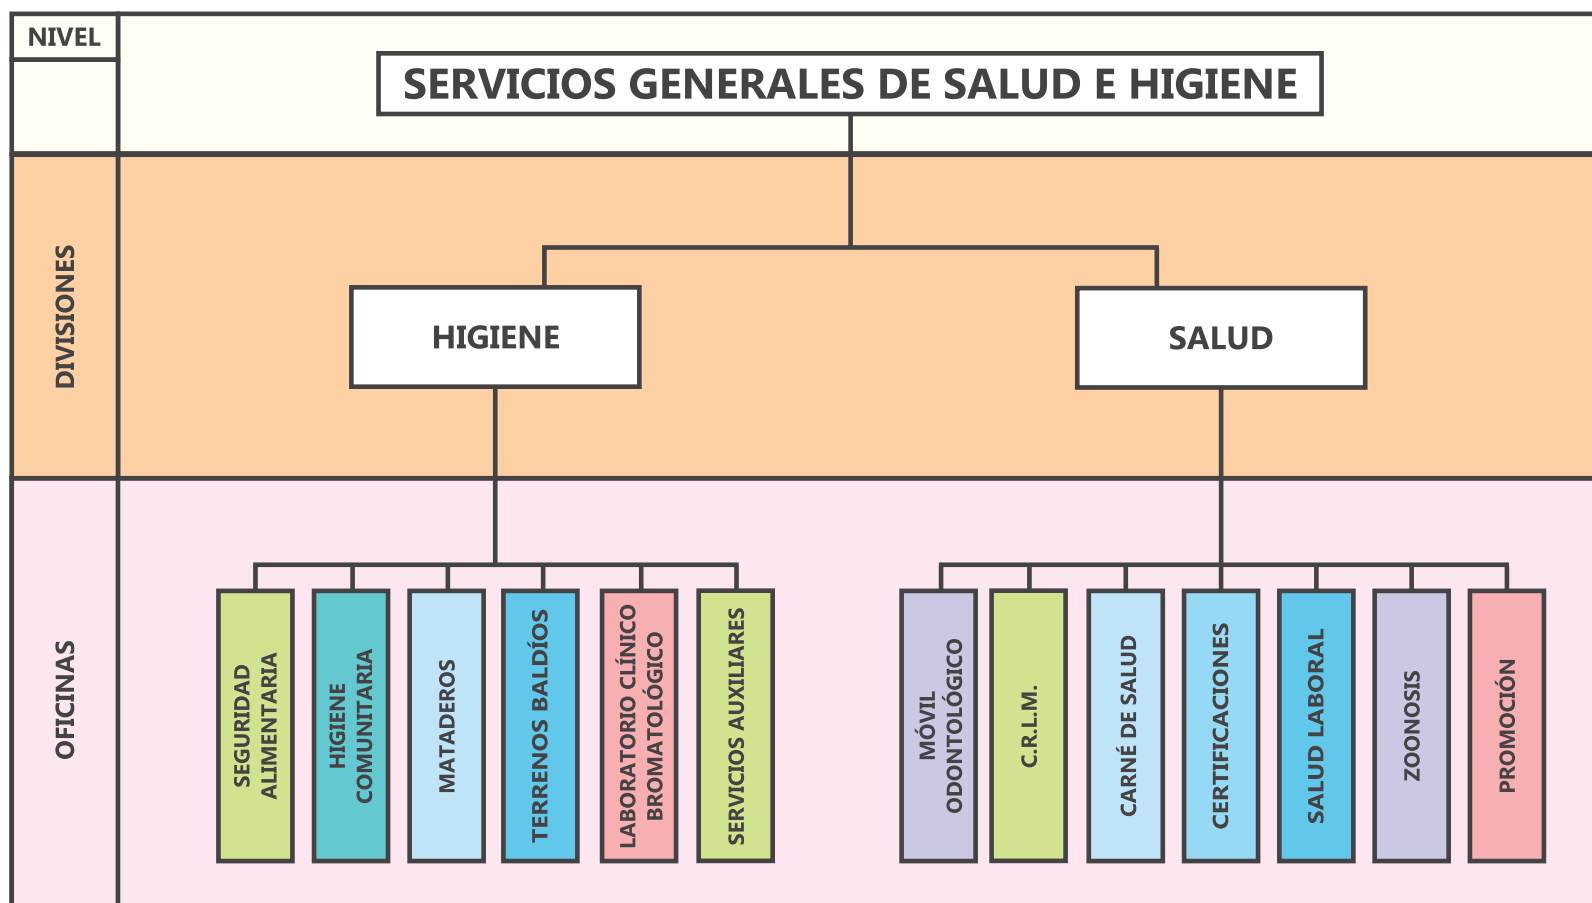 NIVEL
SERVICIOS GENERALES DE SALUD E HIGIENE
DIVISIONES
HIGIENE
SALUD
OFICINAS
SEGURIDAD
ALIMENTARIA
HIGIENE
COMUNITARIA
MATADEROS
TERRENOS BALDÍOS
LABORATORIO CLÍNICO
BROMATOLÓGICO
SERVICIOS AUXILIARES
MÓVIL
ODONTOLÓGICO
C.R.L.M.
CARNÉ DE SALUD
CERTIFICACIONES
SALUD LABORAL
ZOONOSIS
PROMOCIÓN